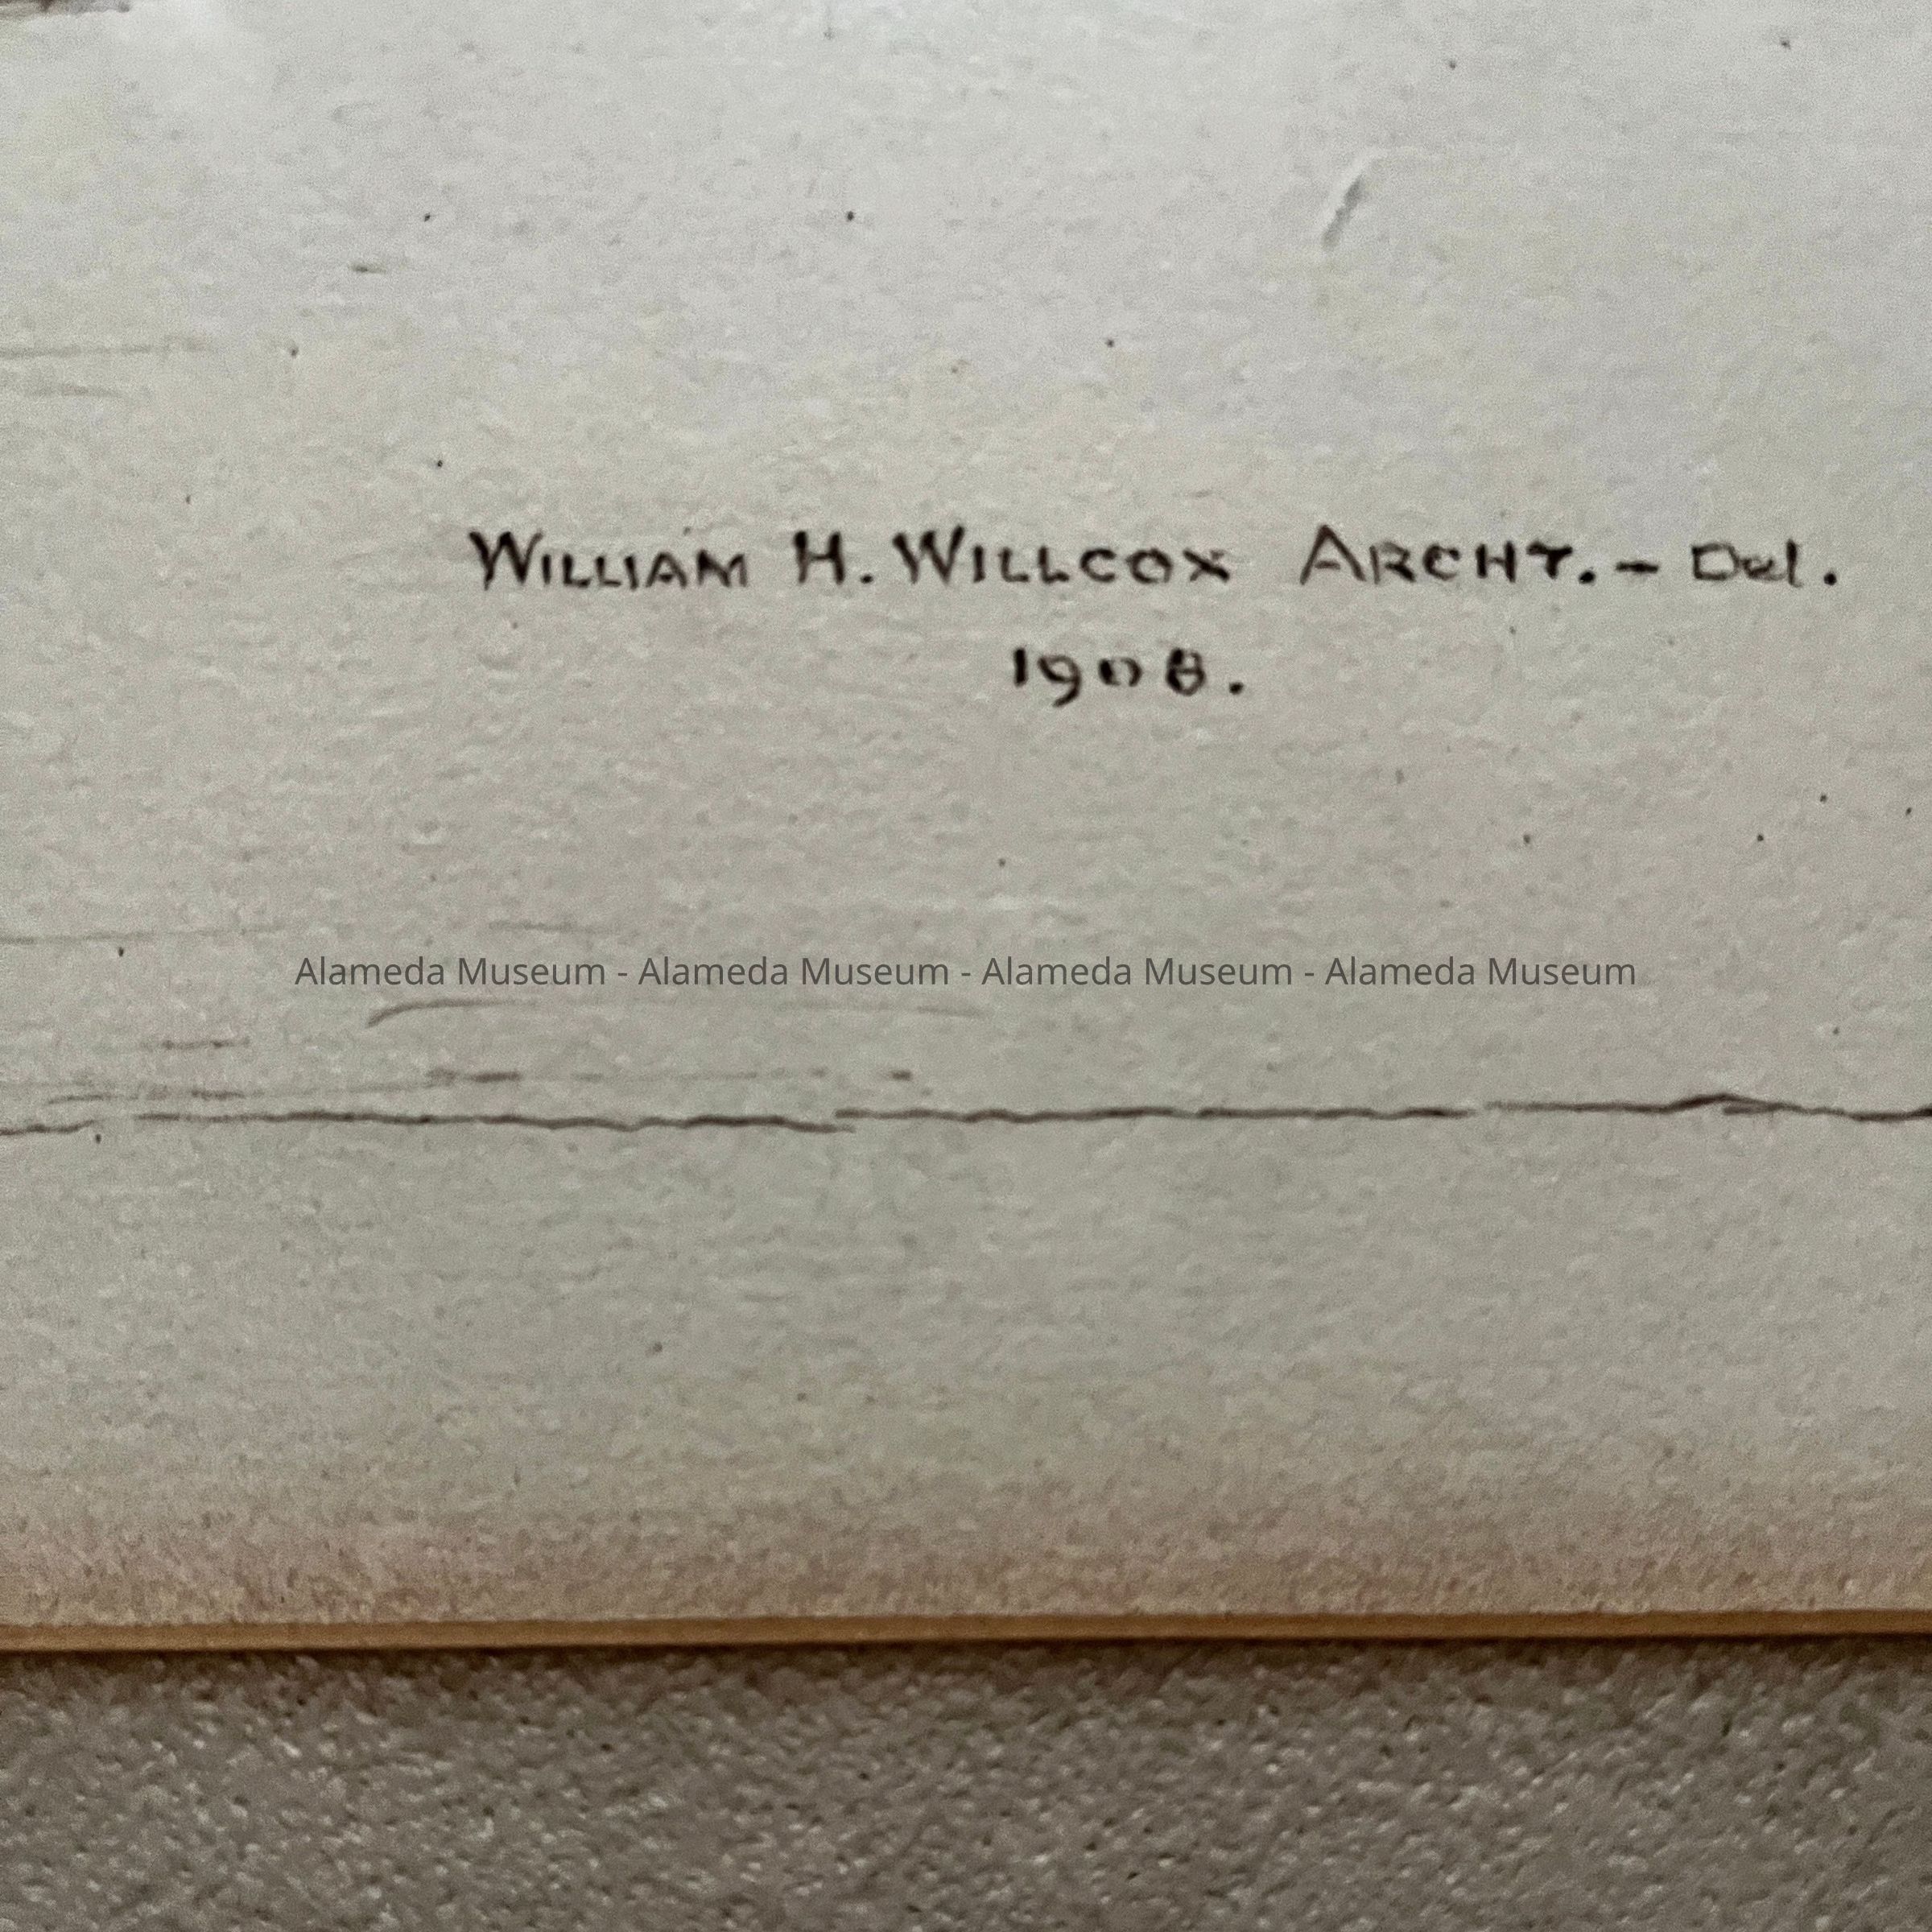 William H. Willcox Archt. - Del.
1908.
Alameda Museum - Alameda Museum - Alameda Museum - Alameda Museum